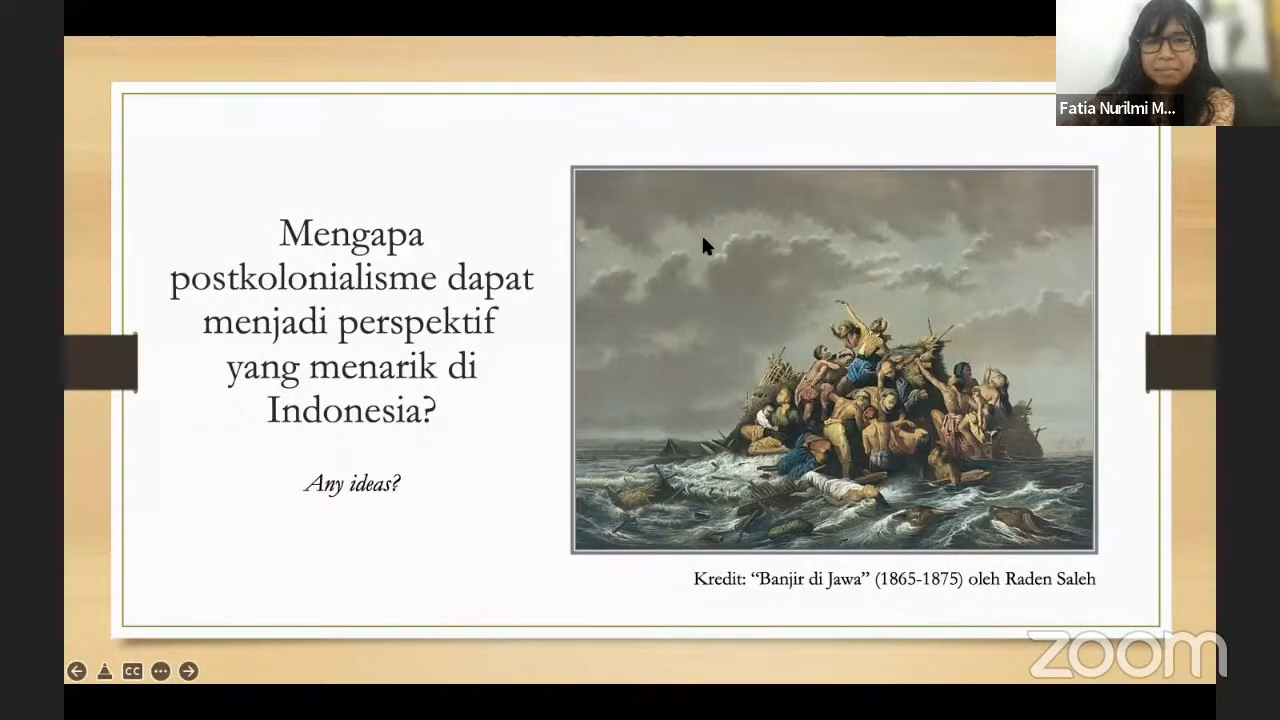 Fatia Nurilmi M...
Mengapa
postkolonialisme dapat
menjadi perspektif
yang menarik di
Indonesia?
Any ideas?
Kredit: “Banjir di Jawa” (1865-1875) oleh Raden Saleh
zoom
CC